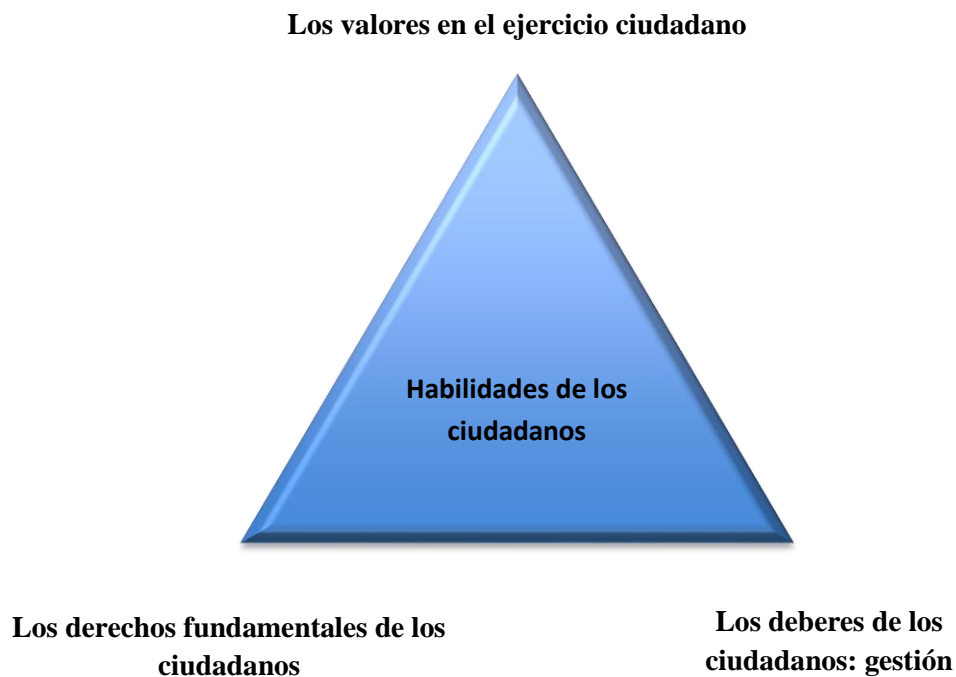 Los valores en el ejercicio ciudadano
Habilidades de los
ciudadanos
Los derechos fundamentales de los
ciudadanos
Los deberes de los
ciudadanos: gestión